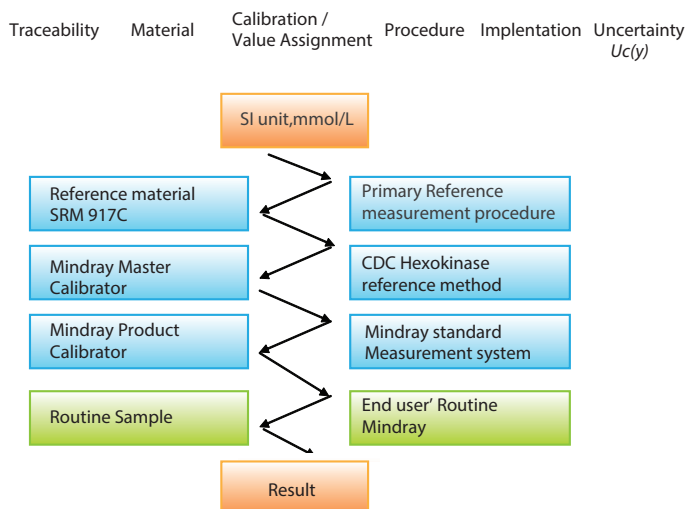 Traceability Material Calibration / Value Assignment Procedure Implentation Uncertainty
Uc(y)
SI unit,mmol/L
Reference material
SRM 917C
Primary Reference
measurement procedure
Mindray Master
Calibrator
CDC Hexokinase
reference method
Mindray Product
Calibrator
Mindray standard
Measurement system
Routine Sample
End user' Routine
Mindray
Result